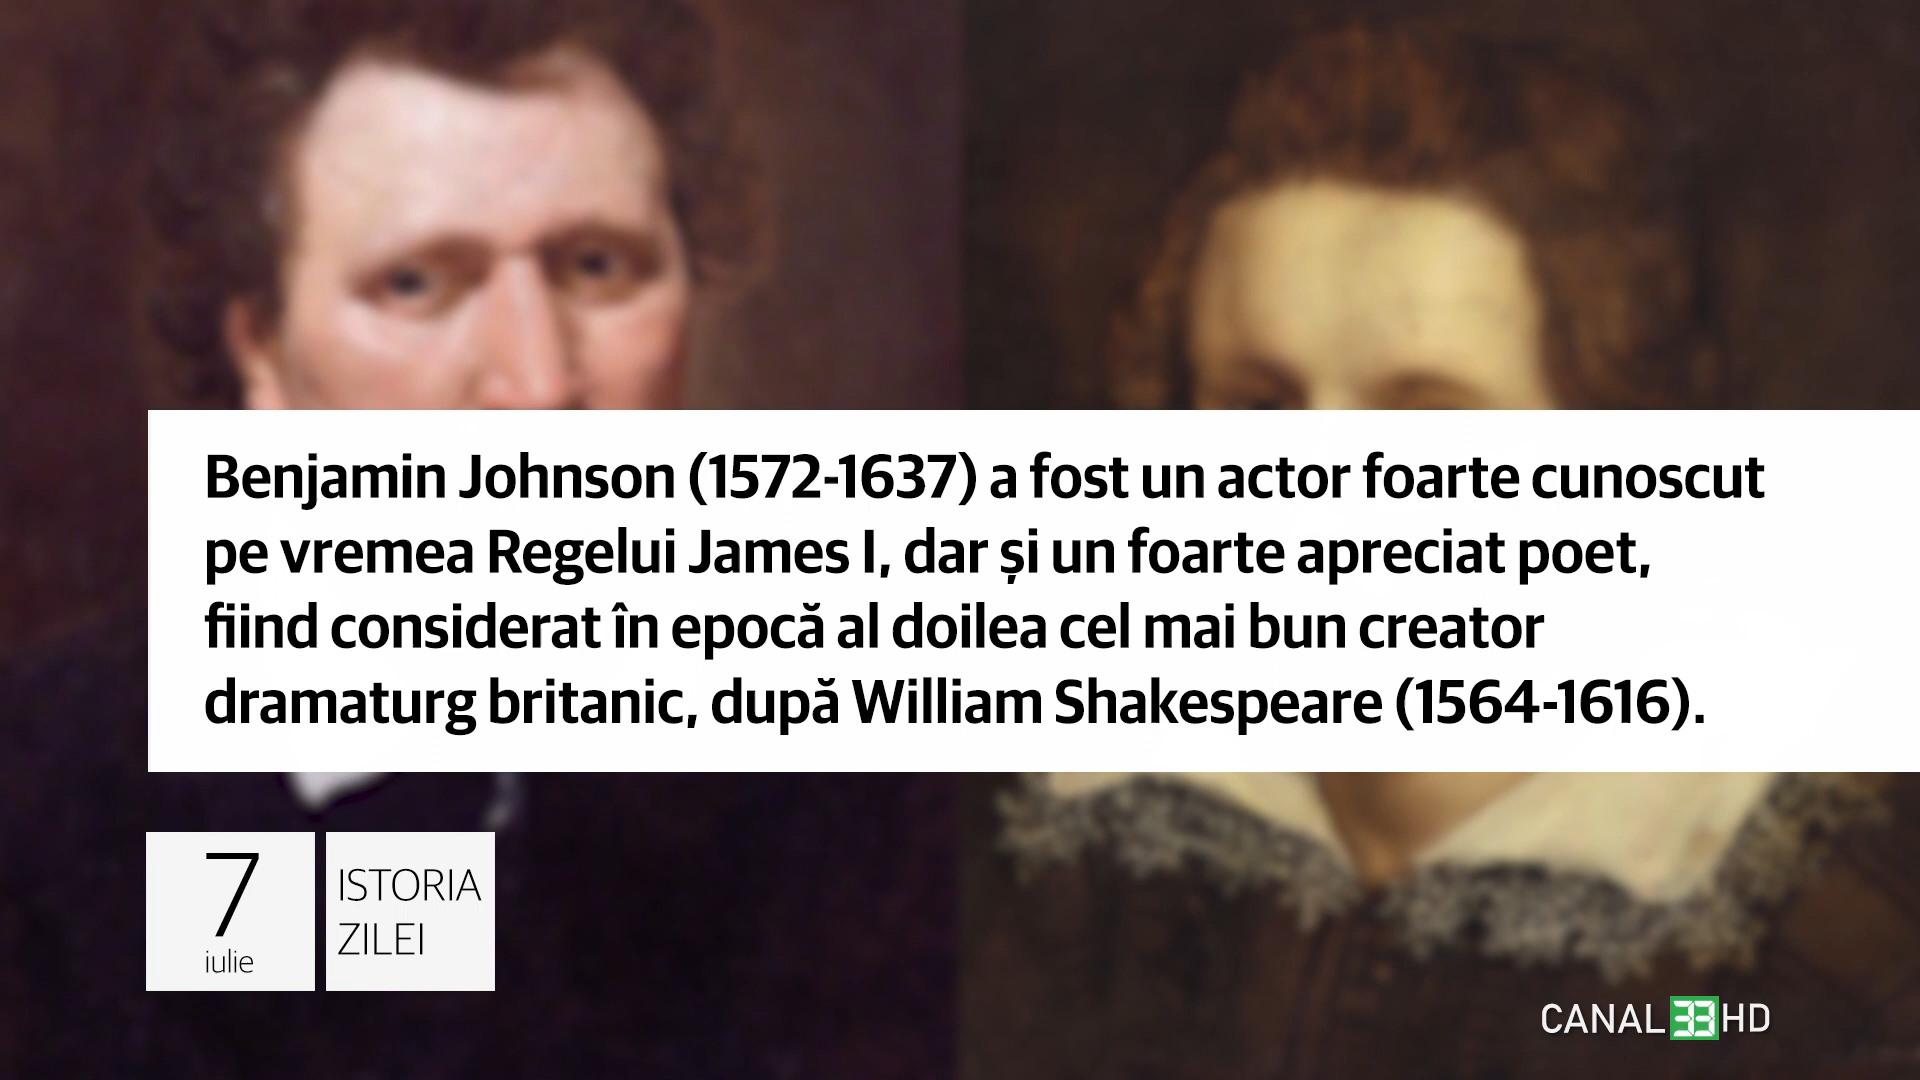 Benjamin Johnson (1572-1637) a fost un actor foarte cunoscut
pe vremea Regelui James I, dar și un foarte apreciat poet,
fiind considerat în epocă al doilea cel mai bun creator
dramaturg britanic, după William Shakespeare (1564-1616).
7
iulie
ISTORIA
ZILEI
CANAL 33 HD